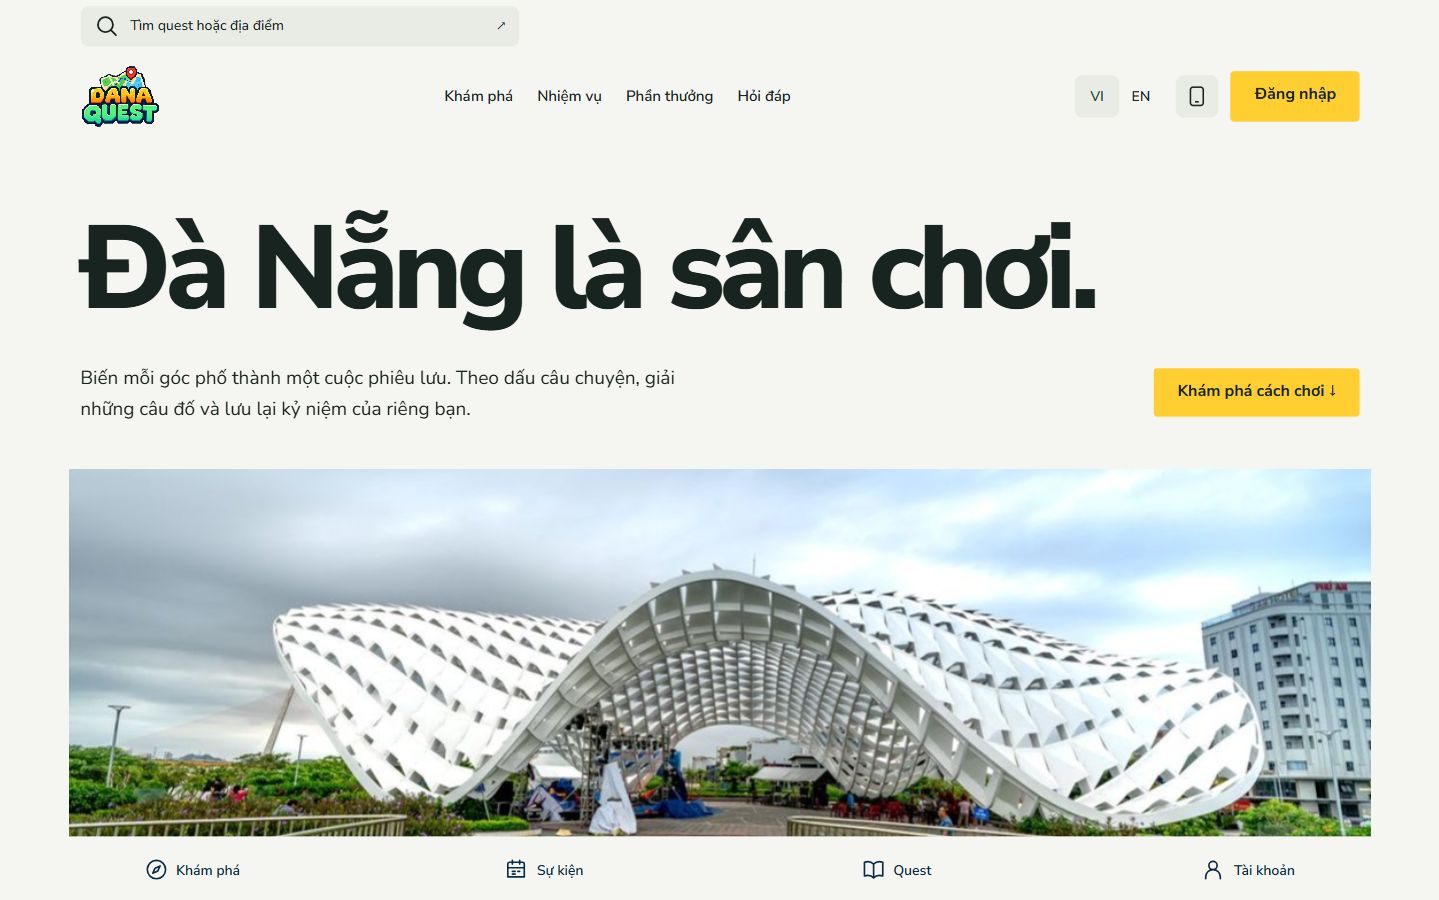 Tìm quest hoặc địa điểm ↗
DANA
QUEST
Khám phá
Nhiệm vụ
Phần thưởng
Hỏi đáp
VI
EN
Đăng nhập
Đà Nẵng là sân chơi.
Biến mỗi góc phố thành một cuộc phiêu lưu. Theo dấu câu chuyện, giải
những câu đố và lưu lại kỷ niệm của riêng bạn.
Khám phá cách chơi ↓
PHÚ AN
Khám phá
Sự kiện
Quest
Tài khoản